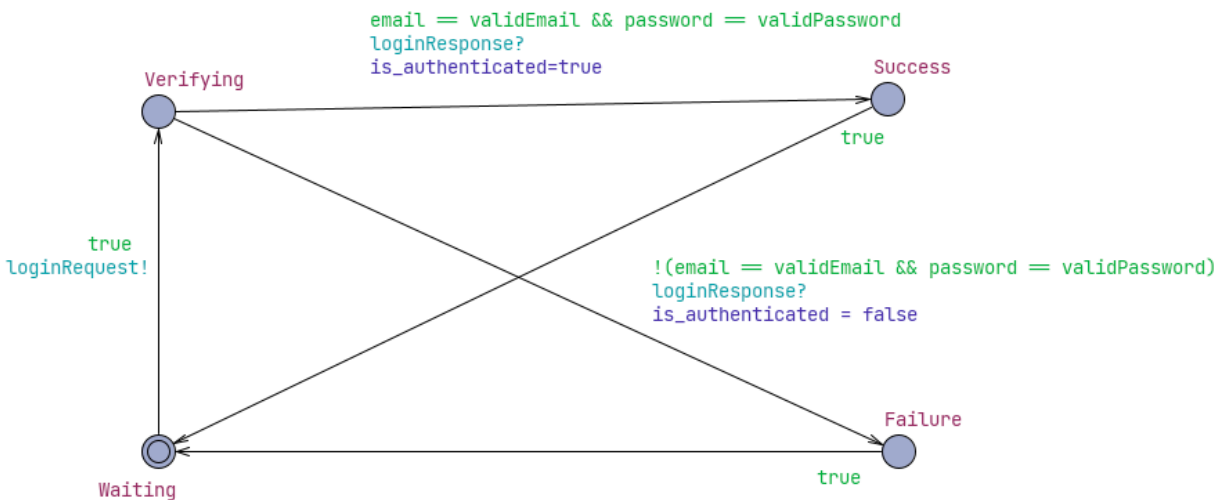 email == validEmail && password == validPassword
loginResponse?
is_authenticated=true
Verifying
Success
true
true
loginRequest!
!(email == validEmail && password == validPassword)
loginResponse?
is_authenticated = false
Failure
true
Waiting